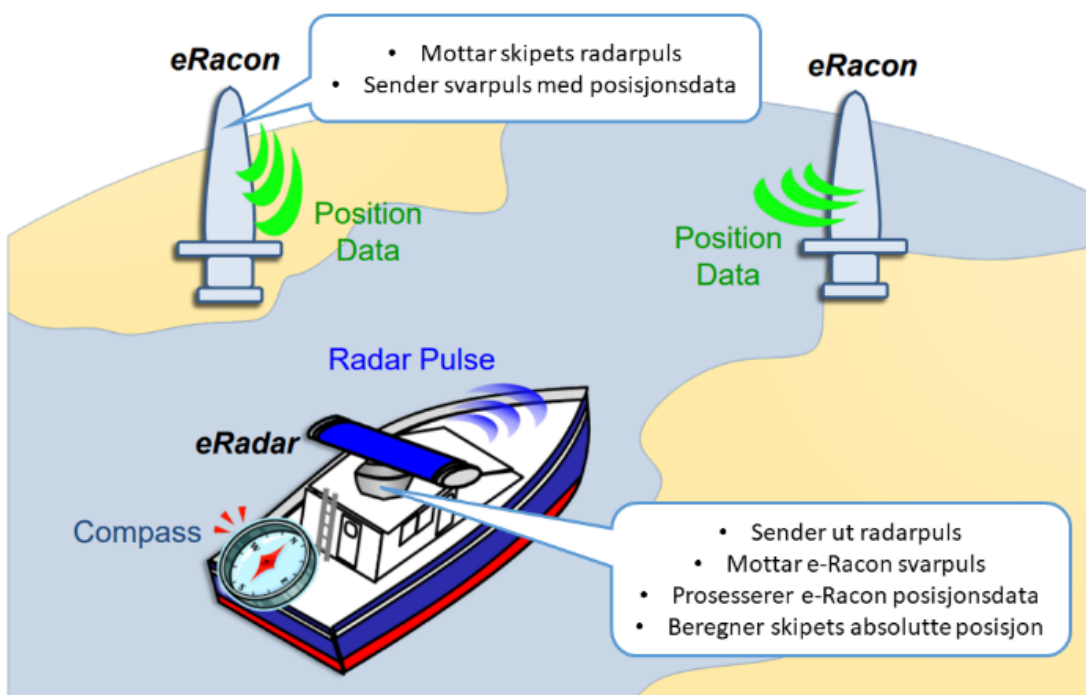 eRacon
• Mottar skipets radarpuls
• Sender svarpuls med posisjonsdata
eRacon
Position
Data
Position
Data
Radar Pulse
eRadar
Compass
• Sender ut radarpuls
• Mottar e-Racon svarpuls
• Prosesserer e-Racon posisjonsdata
• Beregner skipets absolutte posisjon